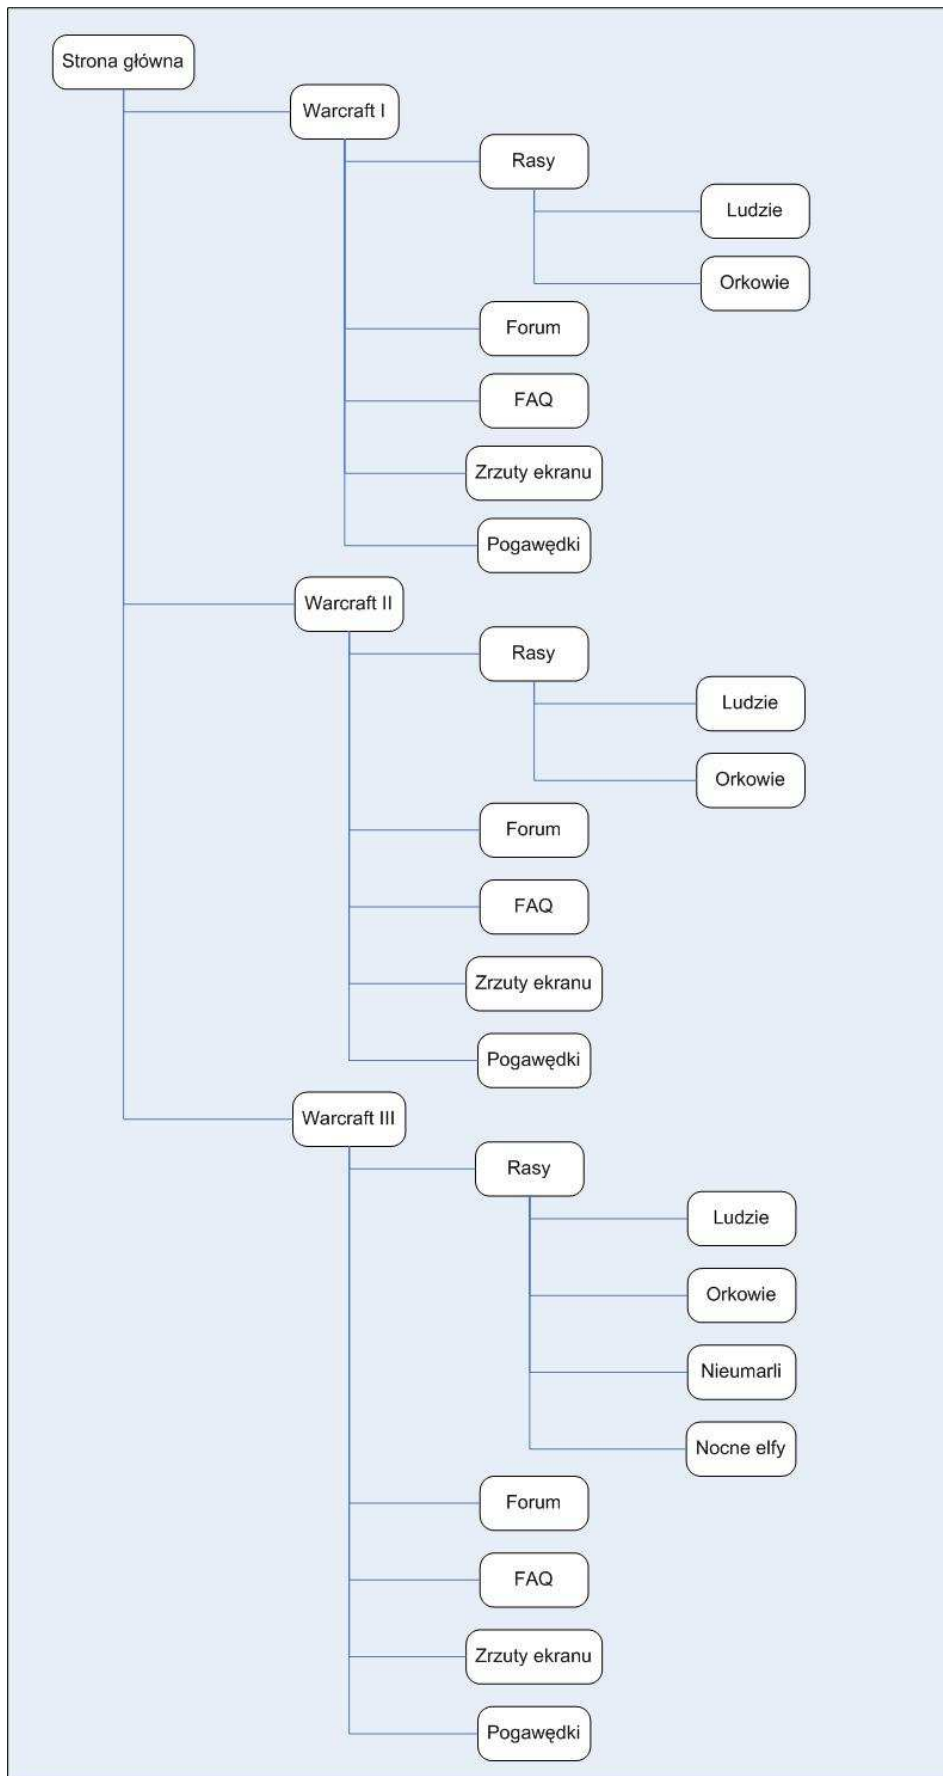 Strona główna
Warcraft I
Rasy
Ludzie
Orkowie
Forum
FAQ
Zrzuty ekranu
Pogawędki
Warcraft II
Rasy
Ludzie
Orkowie
Forum
FAQ
Zrzuty ekranu
Pogawędki
Warcraft III
Rasy
Ludzie
Orkowie
Nieumarli
Nocne elfy
Forum
FAQ
Zrzuty ekranu
Pogawędki